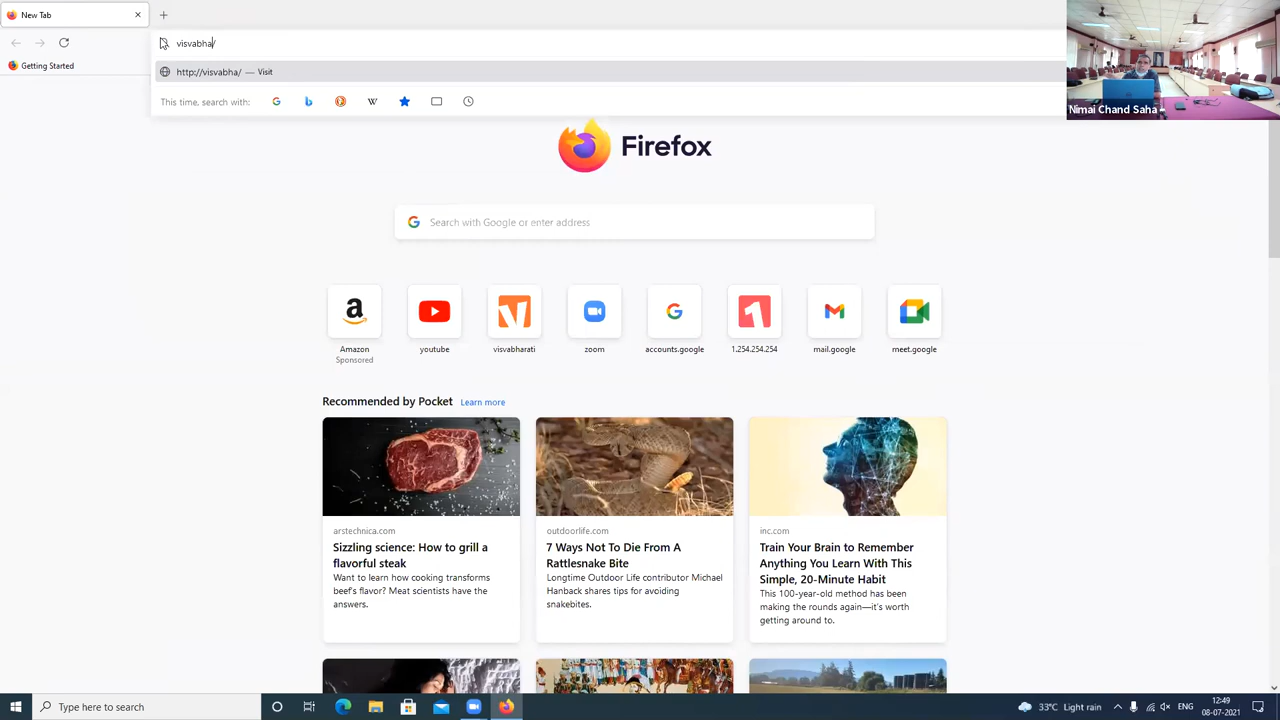 New Tab
visvabha/
Getting Started
http://visvabha/ — Visit
This time, search with:
Nimai Chand Saha
Firefox
Search with Google or enter address
Amazon
Sponsored
youtube
visvabharati
zoom
accounts.google
1.254.254.254
mail.google
meet.google
Recommended by Pocket Learn more
arstechnica.com
Sizzling science: How to grill a
flavorful steak
Want to learn how cooking transforms
beef's flavor? Meat scientists have the
answers.
outdoorlife.com
7 Ways Not To Die From A
Rattlesnake Bite
Longtime Outdoor Life contributor Michael
Hanback shares tips for avoiding
snakebites.
inc.com
Train Your Brain to Remember
Anything You Learn With This
Simple, 20-Minute Habit
This 100-year-old method has been
making the rounds again—it's worth
getting around to.
Type here to search
33°C Light rain
ENG
12:49
08-07-2021